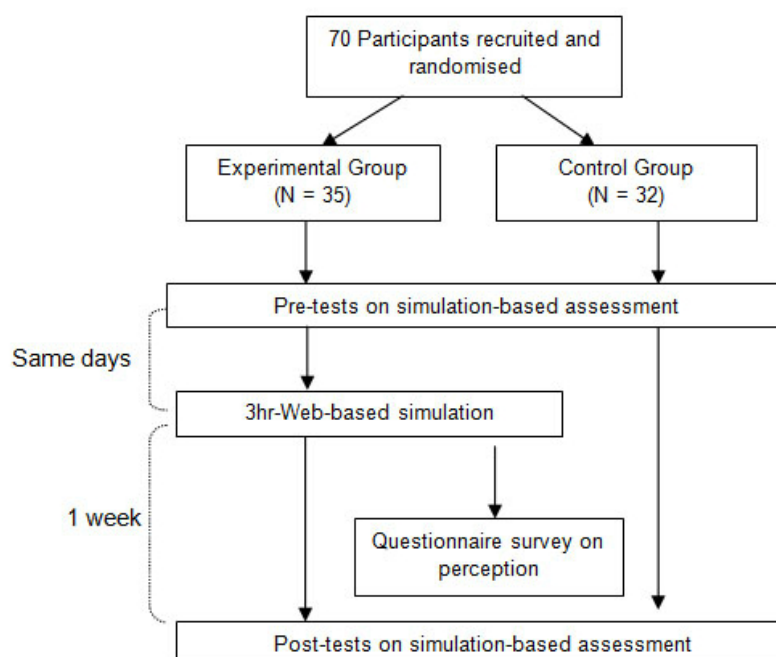 70 Participants recruited and
randomised
Experimental Group
(N = 35)
Control Group
(N = 32)
Pre-tests on simulation-based assessment
Same days
3hr-Web-based simulation
1 week
Questionnaire survey on
perception
Post-tests on simulation-based assessment